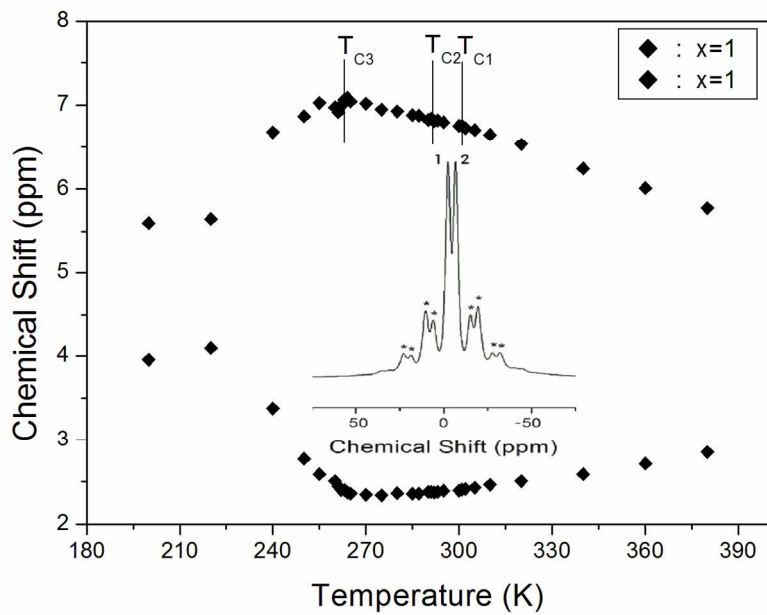 8
7
6
5
4
3
2
Chemical Shift (ppm)
T C3
T C2
T C1
◆ : x=1
◆ : x=1
1 2
* * * * * * * *
50 0 -50
Chemical Shift (ppm)
180 210 240 270 300 330 360 390
Temperature (K)